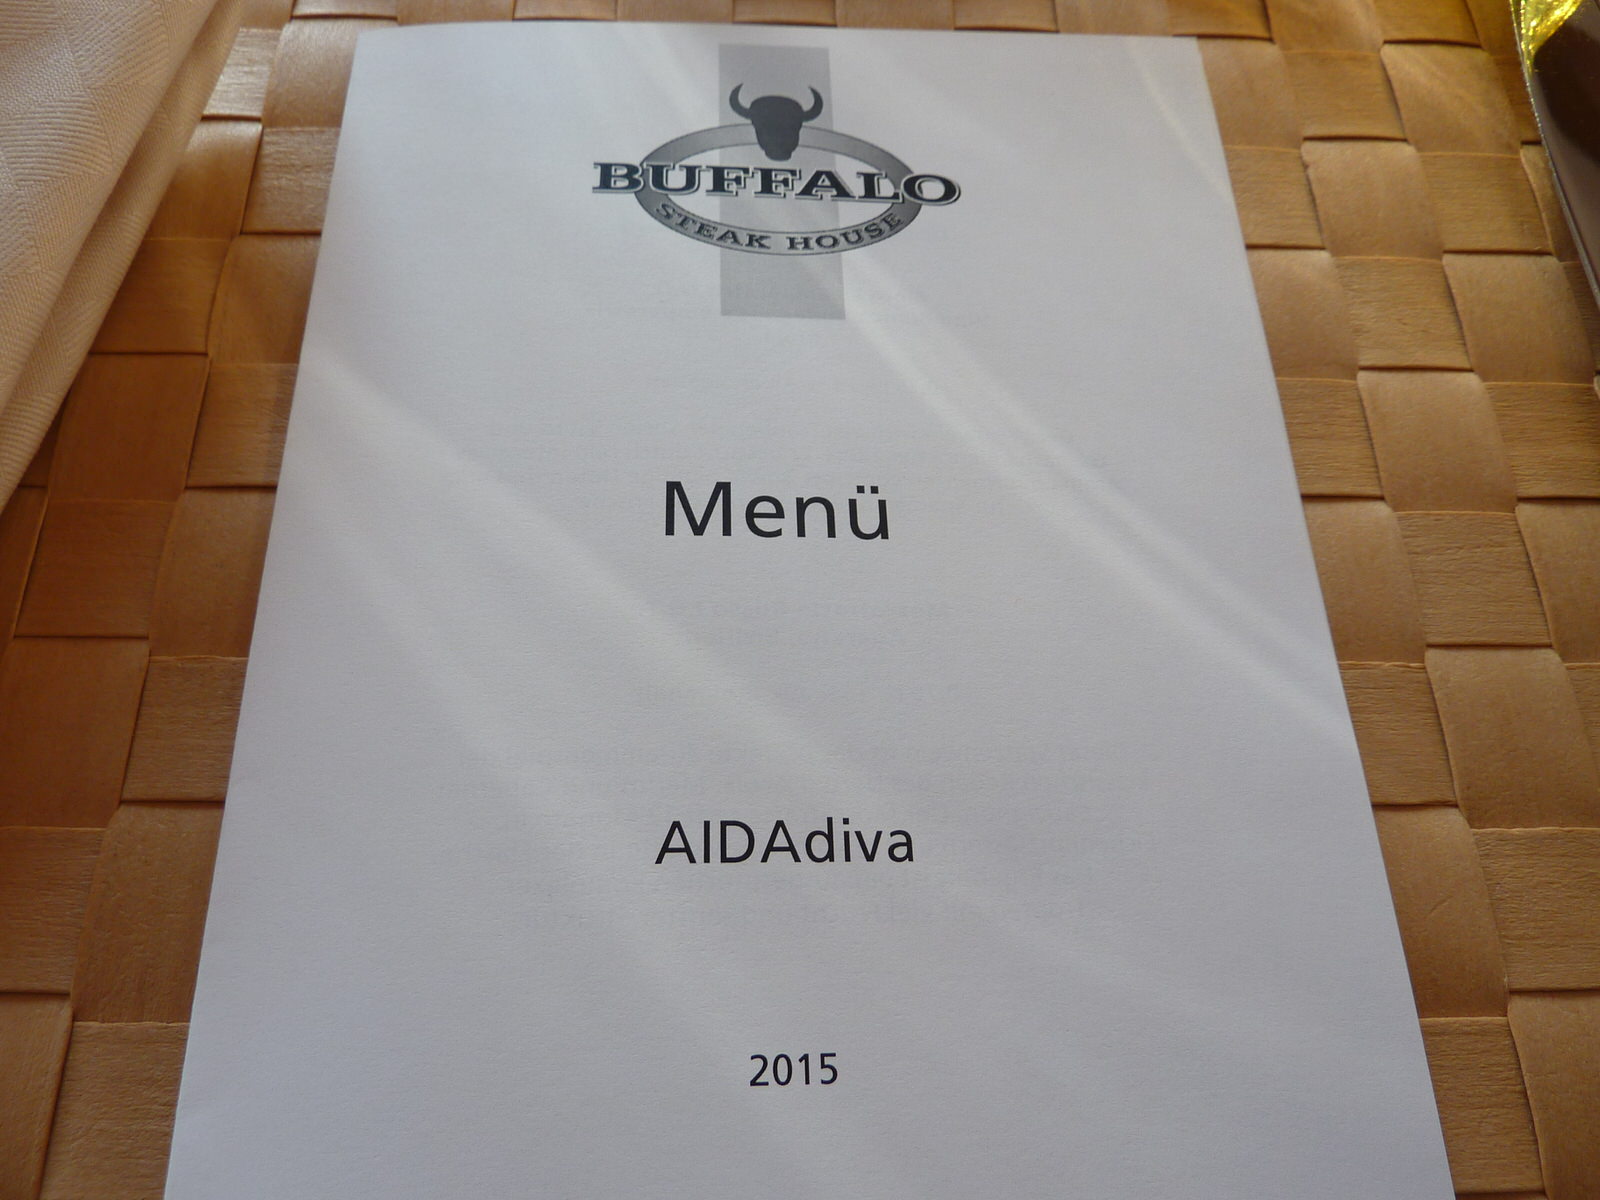 BUFFALO
STEAK HOUSE
Menü
AIDAdiva
2015